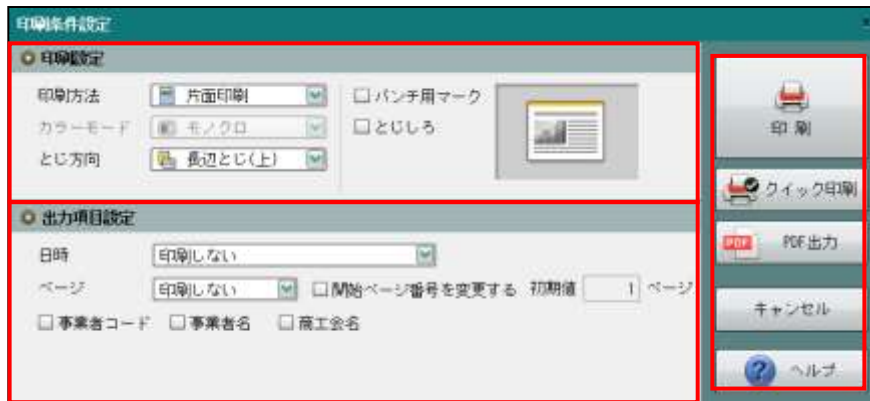 印刷条件設定
印刷設定
印刷方法 片面印刷 パンチ用マーク
カラーモード モノクロ とじしろ
とじ方向 長辺とじ(上)
出力項目設定
日時 印刷しない
ページ 印刷しない 開始ページ番号を変更する 初期値 1 ページ
事業者コード 事業者名 商工会名
印刷
クイック印刷
PDF PDF出力
キャンセル
? ヘルプ